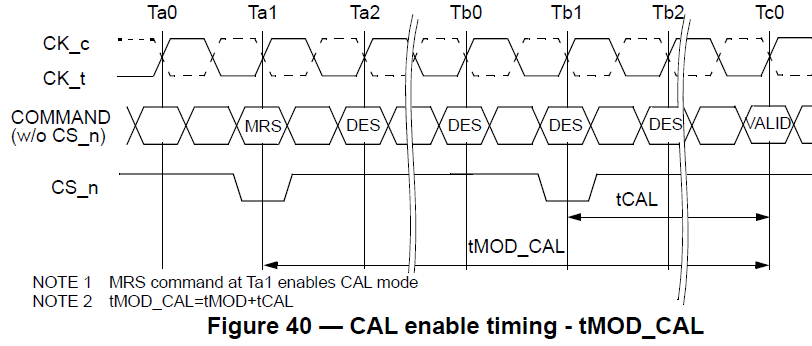 Ta0 Ta1 Ta2 Tb0 Tb1 Tb2 Tc0
CK_c
CK_t
COMMAND
(w/o CS_n)
MRS DES DES DES DES VALID
CS_n
tCAL
tMOD_CAL
NOTE 1 MRS command at Ta1 enables CAL mode
NOTE 2 tMOD_CAL=tMOD+tCAL
Figure 40 — CAL enable timing - tMOD_CAL